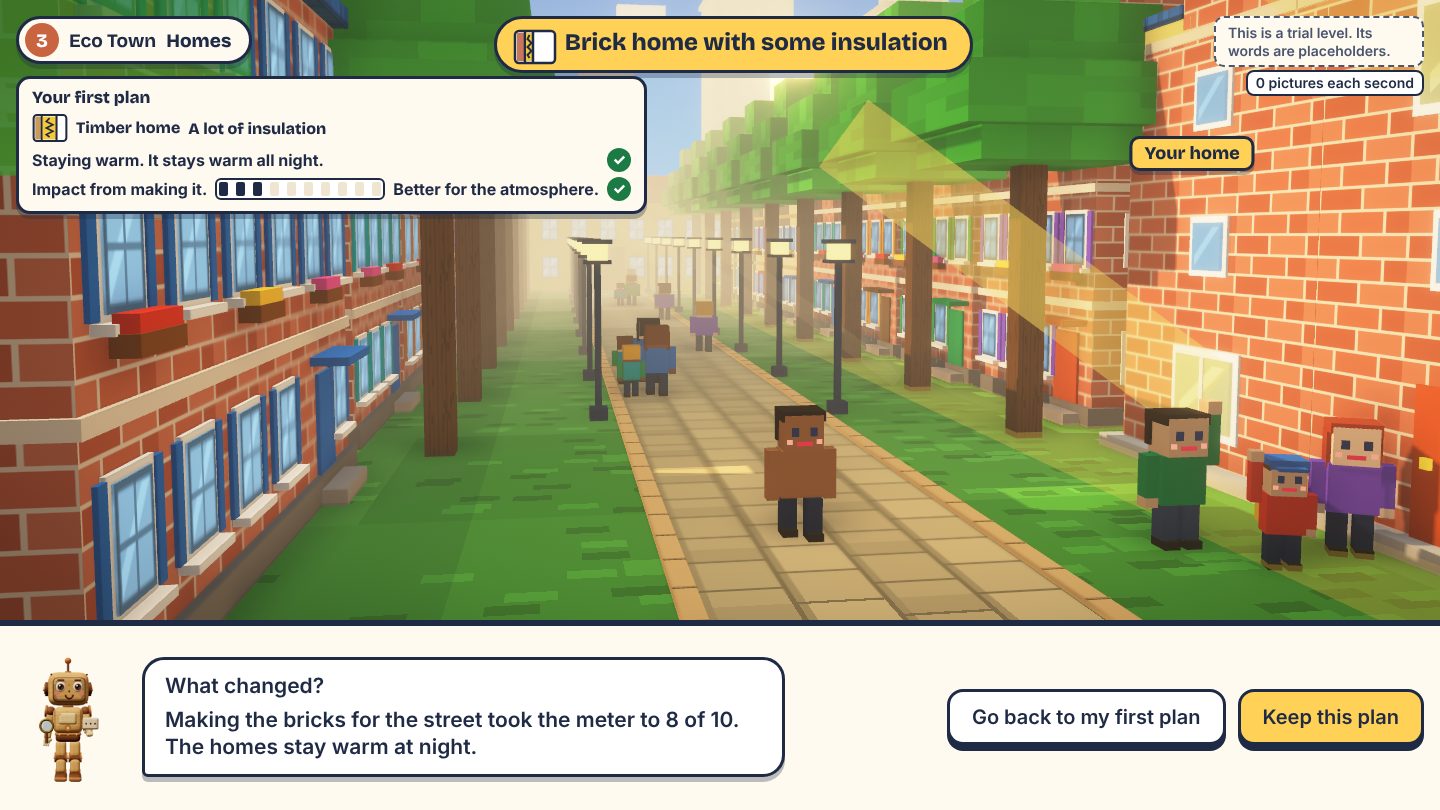 3 Eco Town Homes
Brick home with some insulation
This is a trial level. Its
words are placeholders.
0 pictures each second
Your first plan
Timber home A lot of insulation
Staying warm. It stays warm all night.
Impact from making it. Better for the atmosphere.
Your home
What changed?
Making the bricks for the street took the meter to 8 of 10.
The homes stay warm at night.
Go back to my first plan
Keep this plan